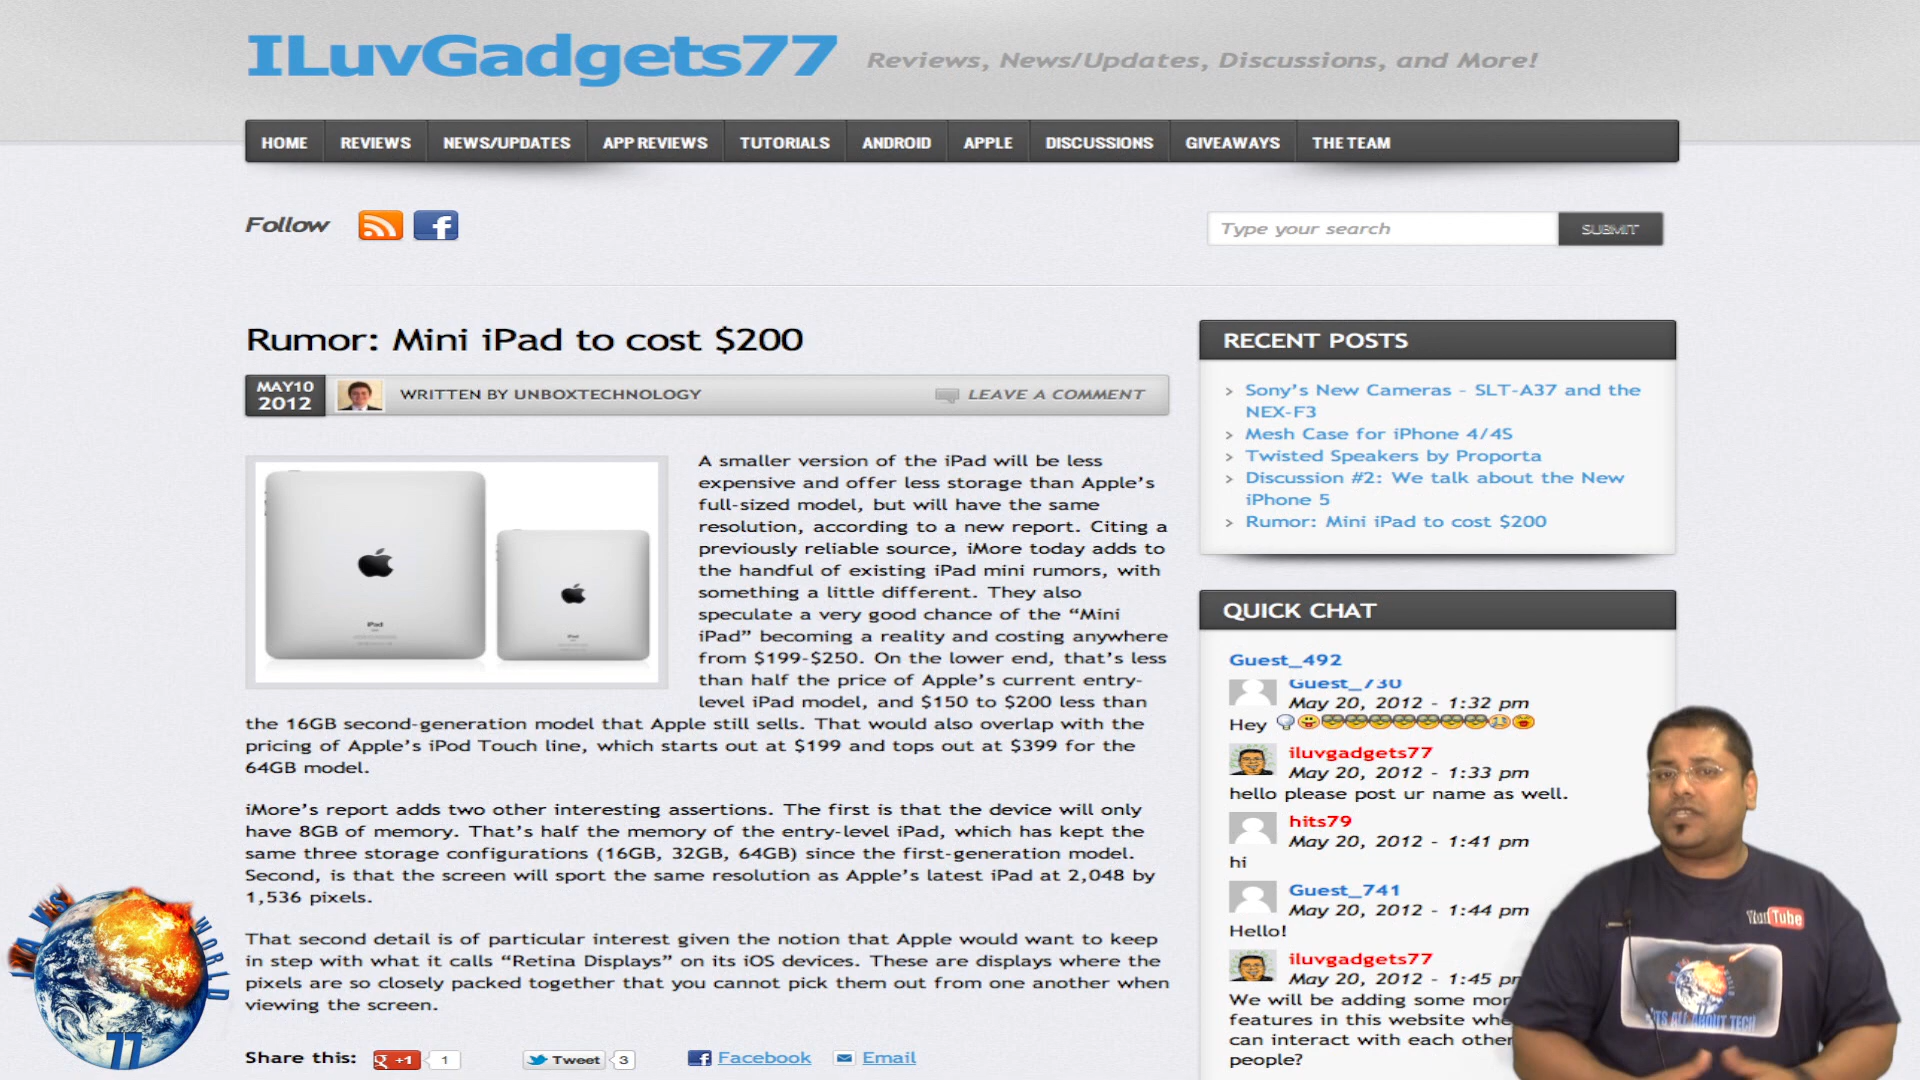 ILuvGadgets77
Reviews, News/Updates, Discussions, and More!
HOME REVIEWS NEWS/UPDATES APP REVIEWS TUTORIALS ANDROID APPLE DISCUSSIONS GIVEAWAYS THE TEAM
Follow
Type your search
SUBMIT
Rumor: Mini iPad to cost $200
MAY10
2012
WRITTEN BY UNBOXTECHNOLOGY
LEAVE A COMMENT
iPad
A smaller version of the iPad will be less
expensive and offer less storage than Apple's
full-sized model, but will have the same
resolution, according to a new report. Citing a
previously reliable source, iMore today adds to
the handful of existing iPad mini rumors, with
something a little different. They also
speculate a very good chance of the “Mini
iPad” becoming a reality and costing anywhere
from $199-$250. On the lower end, that's less
than half the price of Apple's current entry-
level iPad model, and $150 to $200 less than
the 16GB second-generation model that Apple still sells. That would also overlap with the
pricing of Apple's iPod Touch line, which starts out at $199 and tops out at $399 for the
64GB model.
iMore's report adds two other interesting assertions. The first is that the device will only
have 8GB of memory. That's half the memory of the entry-level iPad, which has kept the
same three storage configurations (16GB, 32GB, 64GB) since the first-generation model.
Second, is that the screen will sport the same resolution as Apple's latest iPad at 2,048 by
1,536 pixels.
That second detail is of particular interest given the notion that Apple would want to keep
in step with what it calls “Retina Displays” on its iOS devices. These are displays where the
pixels are so closely packed together that you cannot pick them out from one another when
viewing the screen.
Share this:
+1 1
Tweet 3
Facebook
Email
RECENT POSTS
Sony's New Cameras – SLT-A37 and the
NEX-F3
Mesh Case for iPhone 4/4S
Twisted Speakers by Proporta
Discussion #2: We talk about the New
iPhone 5
Rumor: Mini iPad to cost $200
QUICK CHAT
Guest_492
Guest_730
May 20, 2012 - 1:32 pm
Hey
iluvgadgets77
May 20, 2012 - 1:33 pm
hello please post ur name as well.
hits79
May 20, 2012 - 1:41 pm
hi
Guest_741
May 20, 2012 - 1:44 pm
Hello!
iluvgadgets77
May 20, 2012 - 1:45 pm
We will be adding some mor
features in this website whe
can interact with each other
people?
YouTube
ITS ALL ABOUT TECH
WORLD
77